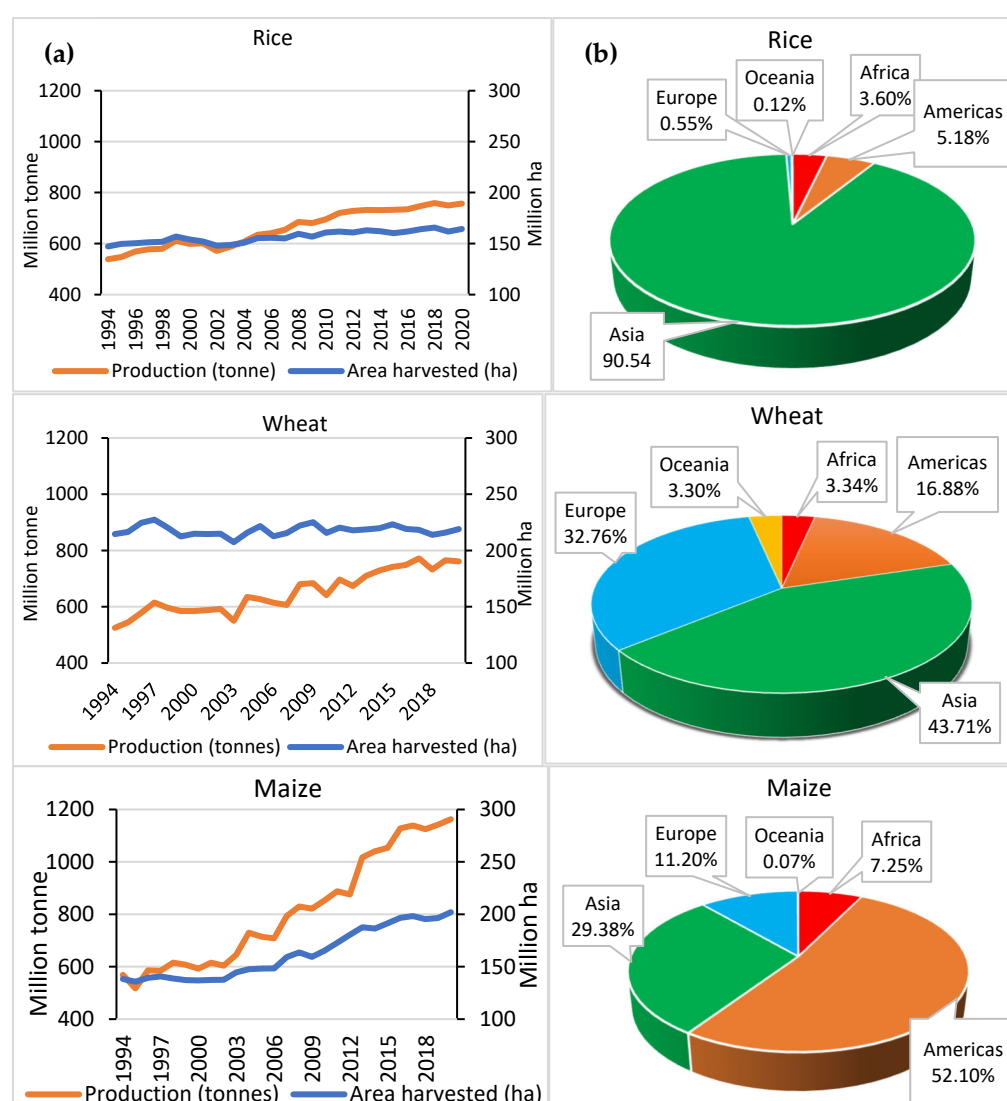 (a)
Rice
1200
1000
800
600
400
Million tonne
300
250
200
150
100
Million ha
1994
1996
1998
2000
2002
2004
2006
2008
2010
2012
2014
2016
2018
2020
Production (tonne)
Area harvested (ha)
(b)
Rice
Oceania
0.12%
Africa
3.60%
Europe
0.55%
Americas
5.18%
Asia
90.54
Wheat
1200
1000
800
600
400
Million tonne
300
250
200
150
100
Million ha
1994
1997
2000
2003
2006
2009
2012
2015
2018
Production (tonnes)
Area harvested (ha)
Wheat
Oceania
3.30%
Africa
3.34%
Americas
16.88%
Europe
32.76%
Asia
43.71%
Maize
1200
1000
800
600
400
Million tonne
300
250
200
150
100
Million ha
1994
1997
2000
2003
2006
2009
2012
2015
2018
Production (tonnes)
Area harvested (ha)
Maize
Europe
11.20%
Oceania
0.07%
Africa
7.25%
Asia
29.38%
Americas
52.10%